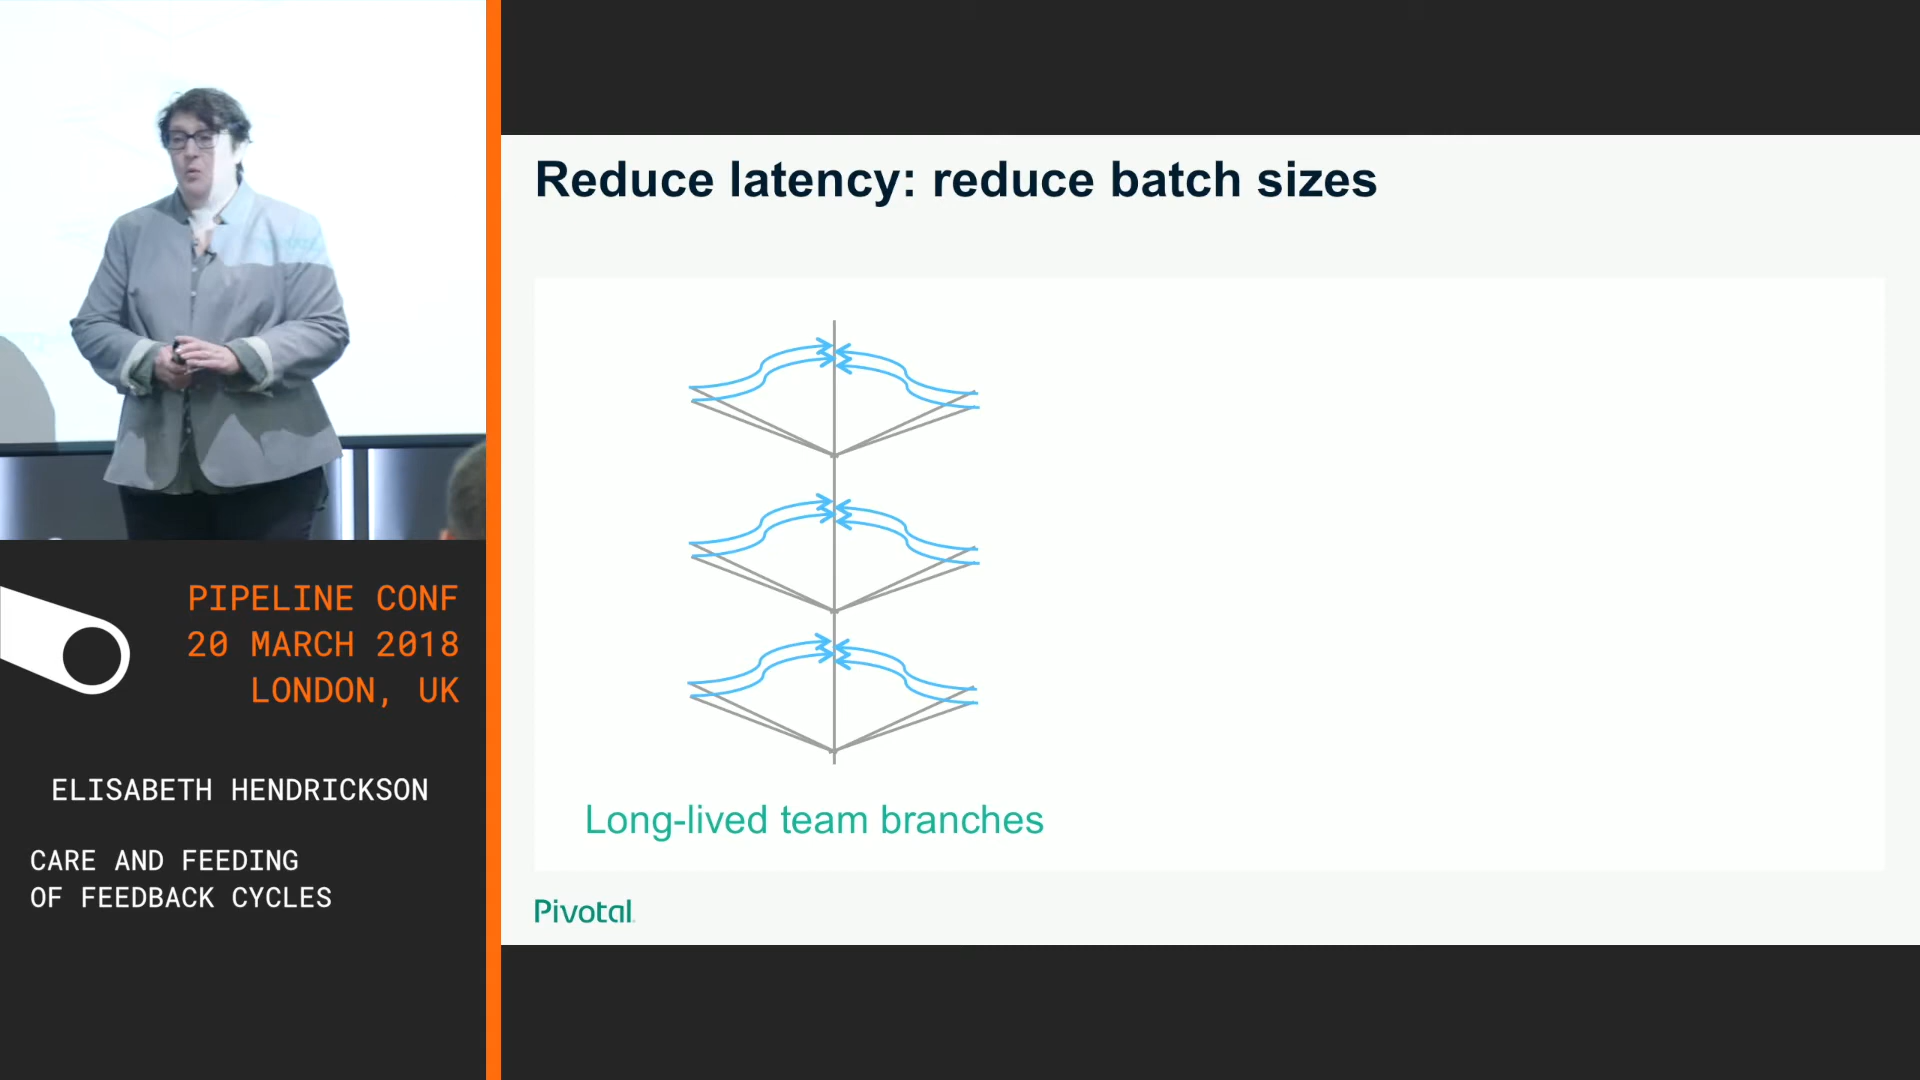 Reduce latency: reduce batch sizes
Long-lived team branches
Pivotal
PIPELINE CONF
20 MARCH 2018
LONDON, UK
ELISABETH HENDRICKSON
CARE AND FEEDING
OF FEEDBACK CYCLES